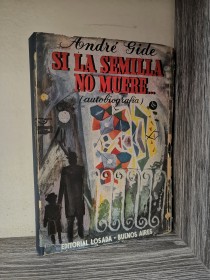 André Gide
SI LA SEMILLA
NO MUERE...
(autobiografía)
EDITORIAL LOSADA - BUENOS AIRES